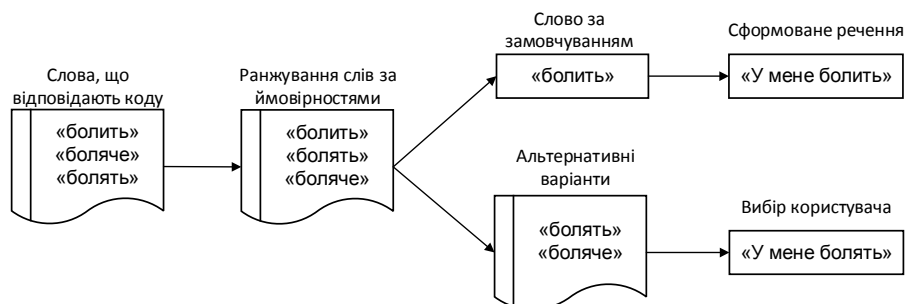 Слова, що
відповідають коду
«болить»
«боляче»
«болять»
Ранжування слів за
ймовірностями
«болить»
«болять»
«боляче»
Слово за
замовчуванням
«болить»
Сформоване речення
«У мене болить»
Альтернативні
варіанти
«болять»
«боляче»
Вибір користувача
«У мене болять»